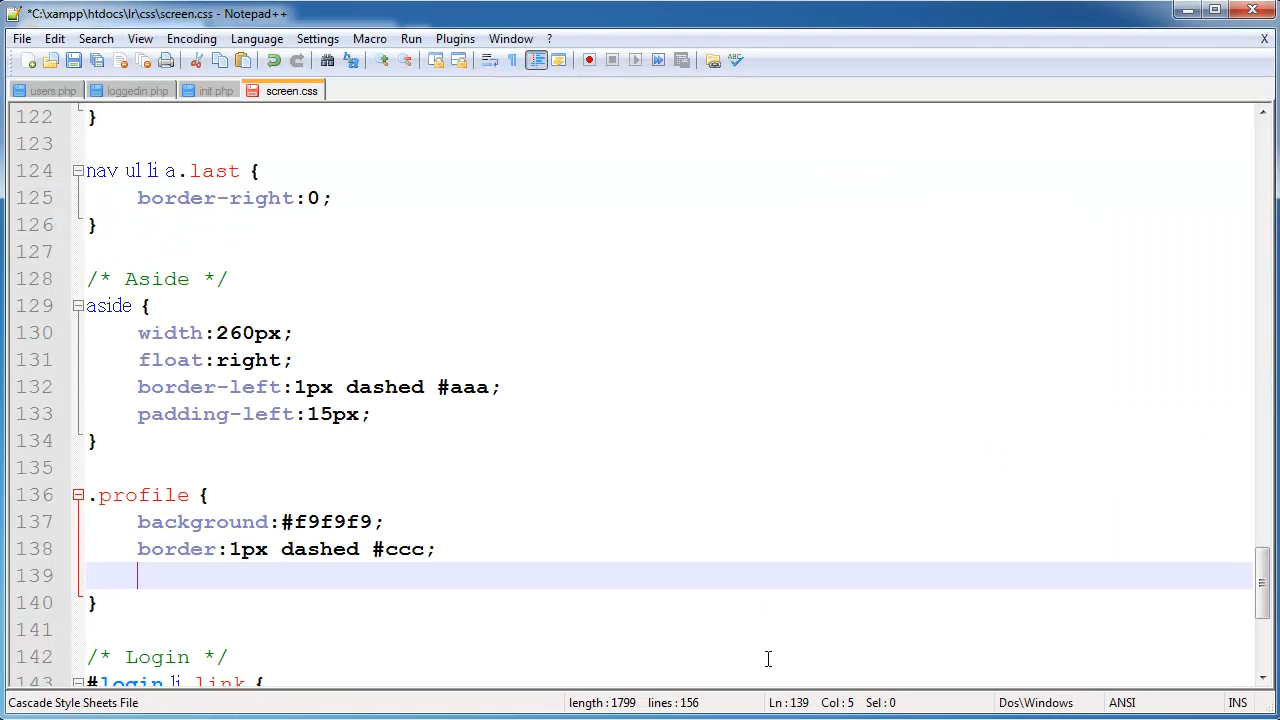 *C:\xampp\htdocs\lr\css\screen.css - Notepad++
File Edit Search View Encoding Language Settings Macro Run Plugins Window ? X
users.php loggedin.php init.php screen.css
122 }
123
124 nav ul li a.last {
125 border-right:0;
126 }
127
128 /* Aside */
129 aside {
130 width:260px;
131 float:right;
132 border-left:1px dashed #aaa;
133 padding-left:15px;
134 }
135
136 .profile {
137 background:#f9f9f9;
138 border:1px dashed #ccc;
139
140 }
141
142 /* Login */
143 #login li.link {
Cascade Style Sheets File length:1799 lines:156 Ln:139 Col:5 Sel:0 Dos\Windows ANSI INS